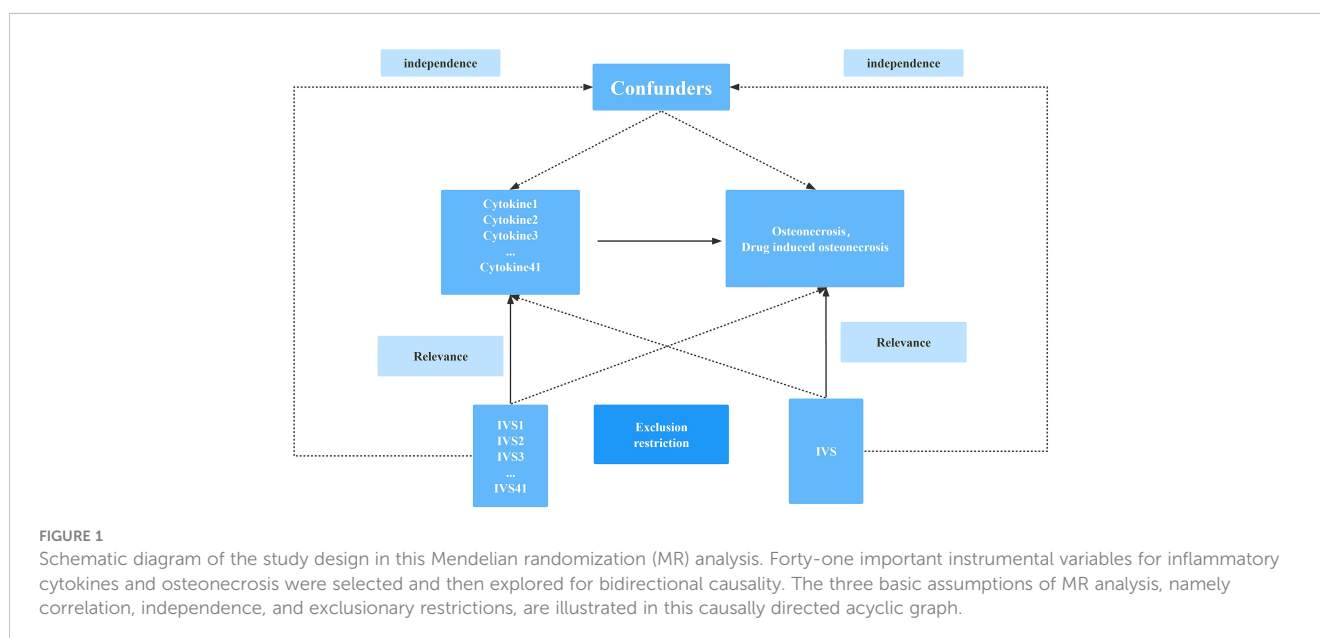 independence
independence
Confunders
Cytokine1
Cytokine2
Cytokine3
...
Cytokine41
Osteonecrosis,
Drug induced osteonecrosis
Relevance
Relevance
IVS1
IVS2
IVS3
...
IVS41
Exclusion
restriction
IVS
FIGURE 1
Schematic diagram of the study design in this Mendelian randomization (MR) analysis. Forty-one important instrumental variables for inflammatory
cytokines and osteonecrosis were selected and then explored for bidirectional causality. The three basic assumptions of MR analysis, namely
correlation, independence, and exclusionary restrictions, are illustrated in this causally directed acyclic graph.